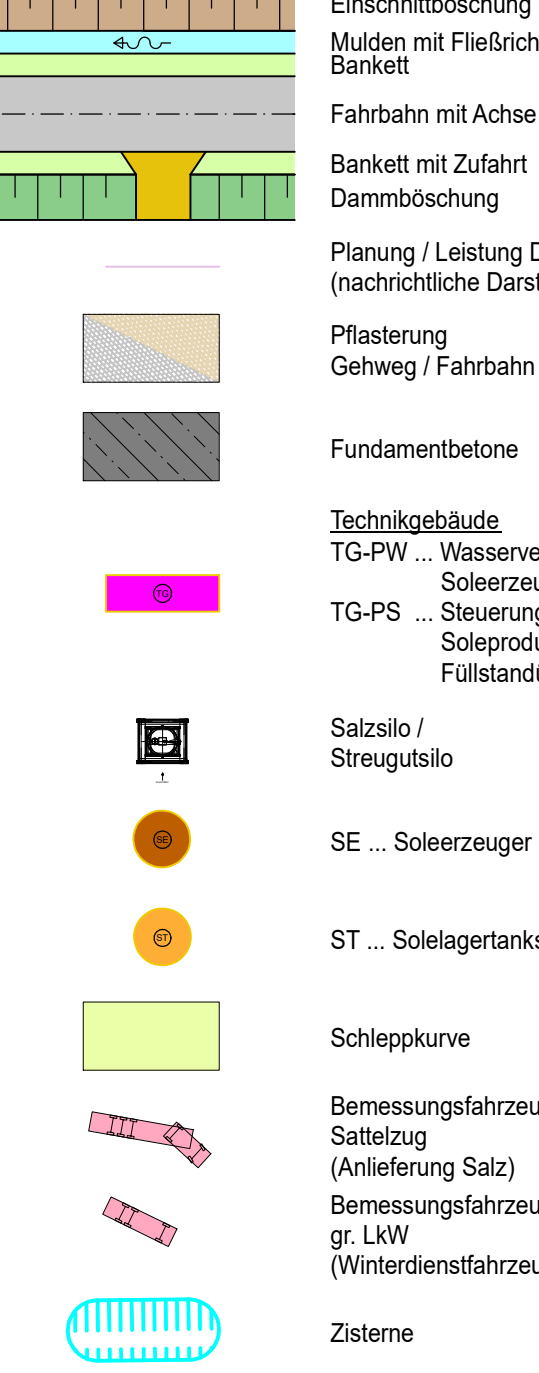 Einschnittböschung
Mulden mit Fließrich
Bankett
Fahrbahn mit Achse
Bankett mit Zufahrt
Dammböschung
Planung / Leistung D
(nachrichtliche Darst
Pflasterung
Gehweg / Fahrbahn
Fundamentbetone
Technikgebäude
TG-PW ... Wasserve
Soleerzeu
TG
TG-PS ... Steuerung
Soleprodu
Füllstandü
Salzsilo /
Streugutsilo
SE
SE ... Soleerzeuger
ST
ST ... Solelagertanks
Schleppkurve
Bemessungsfahrzeu
Sattelzug
(Anlieferung Salz)
Bemessungsfahrzeu
gr. LkW
(Winterdienstfahrzeu
Zisterne